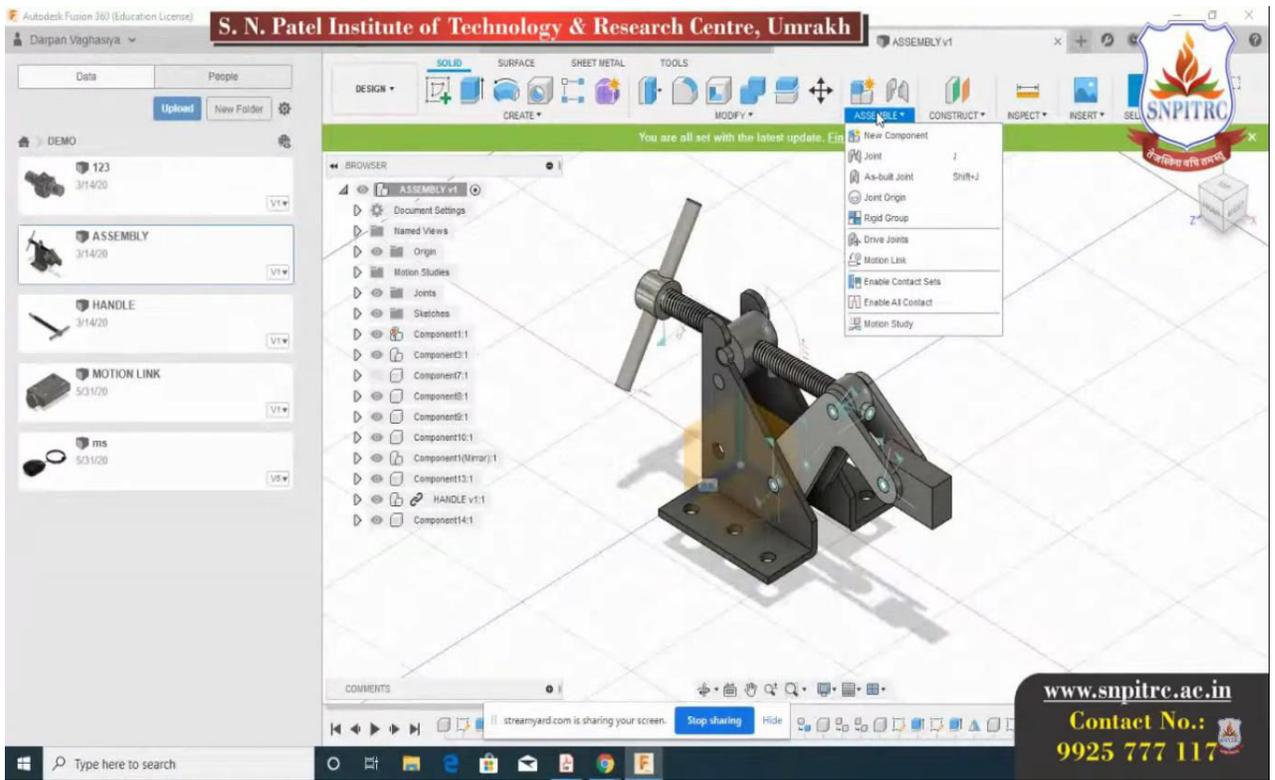 Autodesk Fusion 360 (Education License)
S. N. Patel Institute of Technology & Research Centre, Umrakh
Darpan Vaghasiya
ASSEMBLY v1
Data
People
Upload
New Folder
DEMO
123
3/14/20
V1
ASSEMBLY
3/14/20
V1
HANDLE
3/14/20
V1
MOTION LINK
5/31/20
V1
ms
5/31/20
DESIGN
SOLID
SURFACE
SHEET METAL
TOOLS
CREATE
MODIFY
ASSEMBLE
CONSTRUCT
INSPECT
INSERT
SNPITRC
You are all set with the latest update.
New Component
Joint J
As-built Joint Shift+J
Joint Origin
Rigid Group
Drive Joints
Motion Link
Enable Contact Sets
Enable All Contact
Motion Study
BROWSER
ASSEMBLY v1
Document Settings
Named Views
Origin
Motion Studies
Joints
Sketches
Component1:1
Component3:1
Component7:1
Component8:1
Component9:1
Component10:1
Component1(Mirror):1
Component13:1
HANDLE v1:1
Component14:1
COMMENTS
streamyard.com is sharing your screen.
Stop sharing
Hide
www.snpitrc.ac.in
Contact No.:
9925 777 117
Type here to search